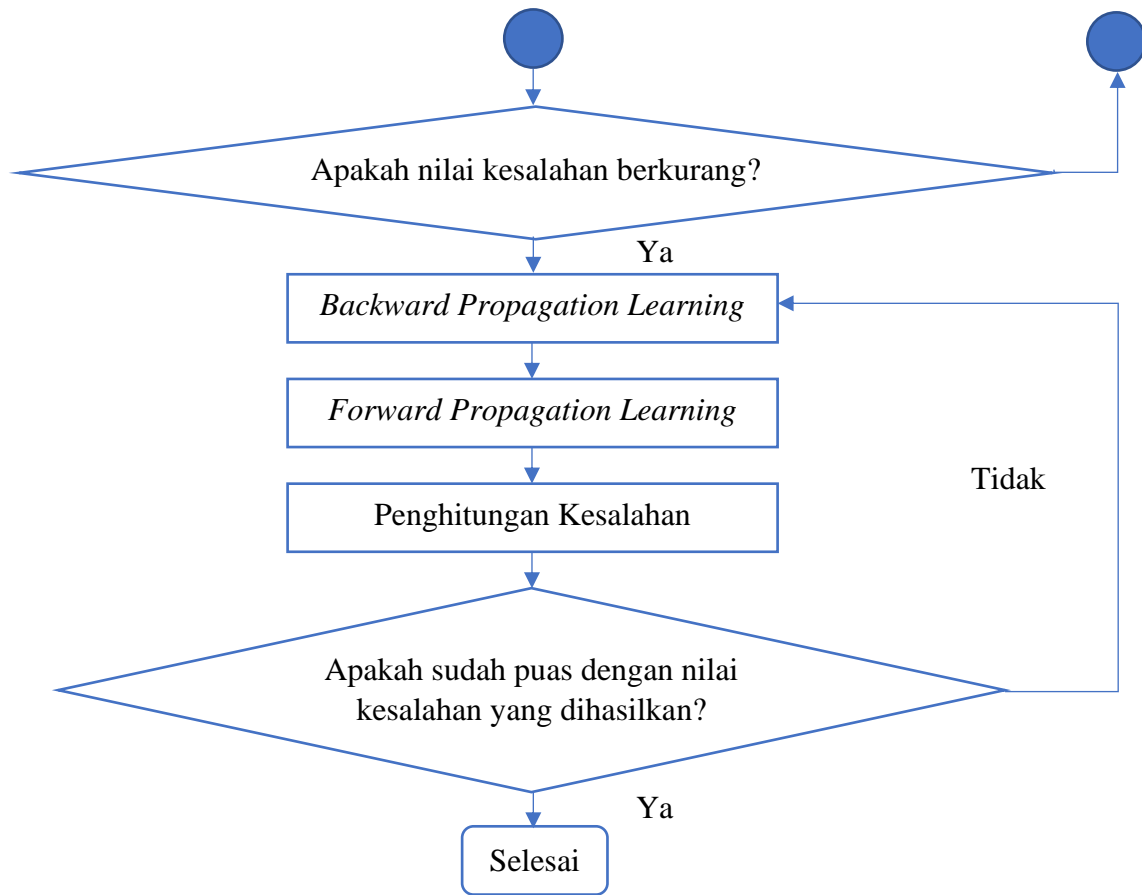 Apakah nilai kesalahan berkurang?
Ya
Backward Propagation Learning
Forward Propagation Learning
Tidak
Penghitungan Kesalahan
Apakah sudah puas dengan nilai
kesalahan yang dihasilkan?
Ya
Selesai